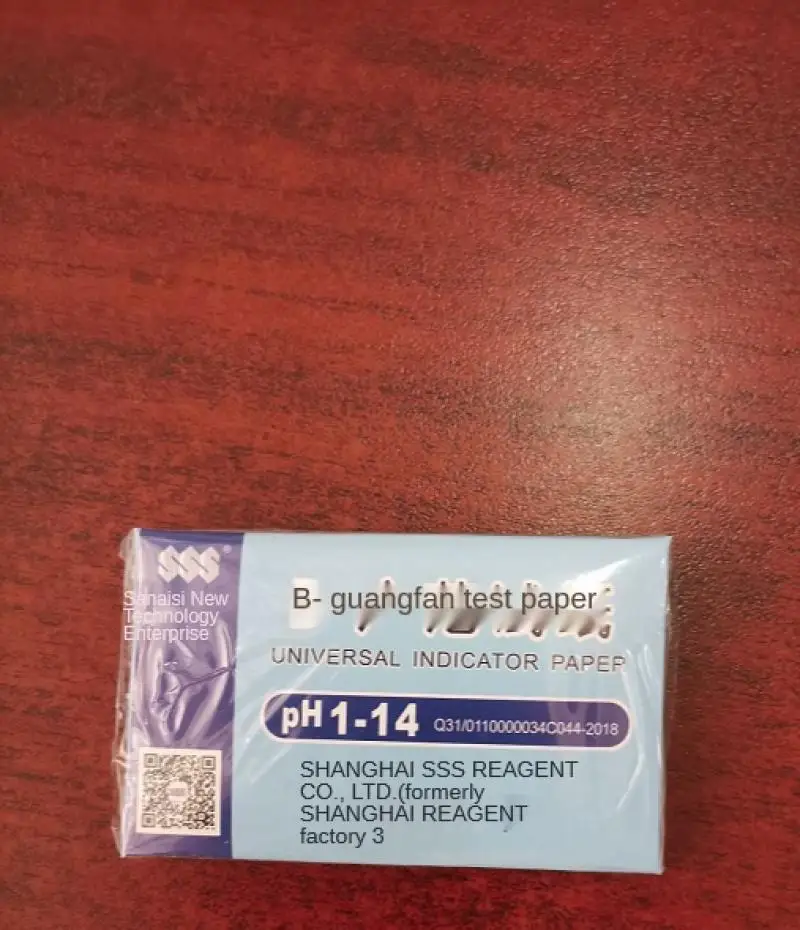 SSS®
Sanaisi New
Technology
Enterprise
B- guangfan test paper
UNIVERSAL INDICATOR PAPER
pH 1-14 Q31/0110000034C044-2018
SHANGHAI SSS REAGENT
CO., LTD.(formerly
SHANGHAI REAGENT
factory 3